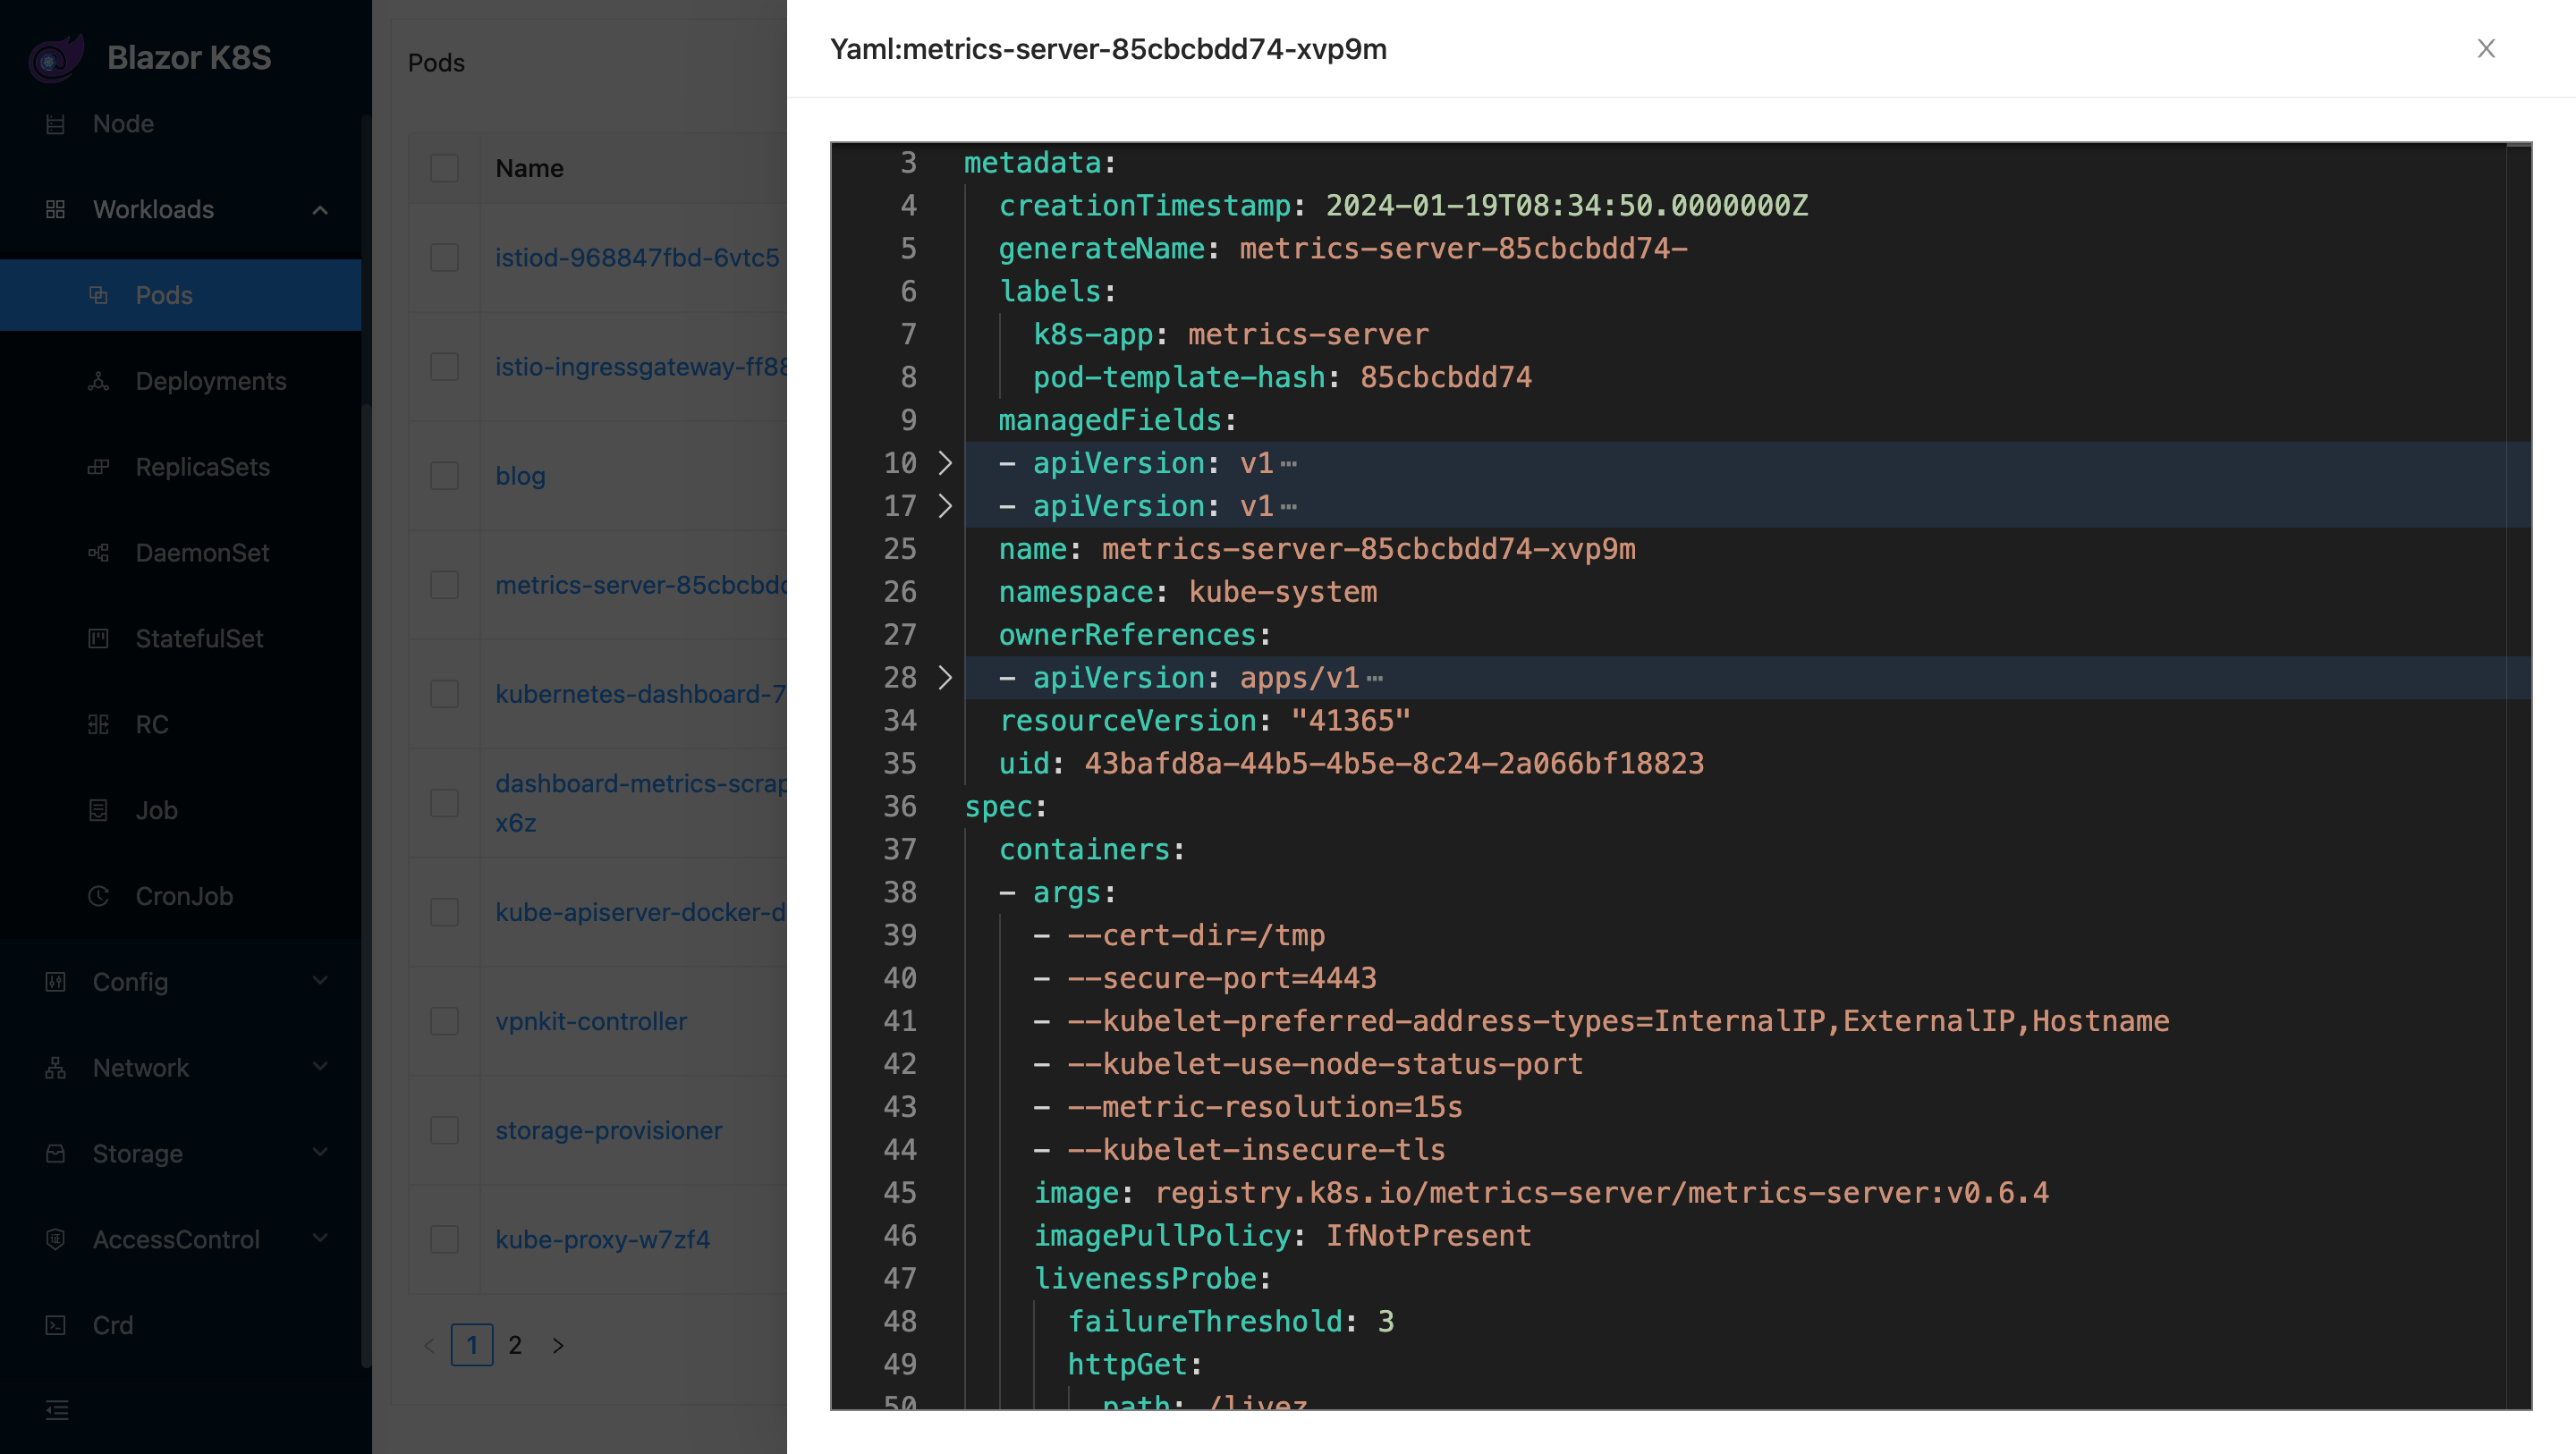 Blazor K8S
Node
Workloads
Pods
Deployments
ReplicaSets
DaemonSet
StatefulSet
RC
Job
CronJob
Config
Network
Storage
AccessControl
Crd
Pods
Name
istiod-968847fbd-6vtc5
istio-ingressgateway-ff88
blog
metrics-server-85cbcbdd
kubernetes-dashboard-7
dashboard-metrics-scrap
x6z
kube-apiserver-docker-d
vpnkit-controller
storage-provisioner
kube-proxy-w7zf4
< 1 2 >
Yaml:metrics-server-85cbcbdd74-xvp9m
3 metadata:
4 creationTimestamp: 2024-01-19T08:34:50.0000000Z
5 generateName: metrics-server-85cbcbdd74-
6 labels:
7 k8s-app: metrics-server
8 pod-template-hash: 85cbcbdd74
9 managedFields:
10 - apiVersion: v1…
17 - apiVersion: v1…
25 name: metrics-server-85cbcbdd74-xvp9m
26 namespace: kube-system
27 ownerReferences:
28 - apiVersion: apps/v1…
34 resourceVersion: "41365"
35 uid: 43bafd8a-44b5-4b5e-8c24-2a066bf18823
36 spec:
37 containers:
38 - args:
39 - --cert-dir=/tmp
40 - --secure-port=4443
41 - --kubelet-preferred-address-types=InternalIP,ExternalIP,Hostname
42 - --kubelet-use-node-status-port
43 - --metric-resolution=15s
44 - --kubelet-insecure-tls
45 image: registry.k8s.io/metrics-server/metrics-server:v0.6.4
46 imagePullPolicy: IfNotPresent
47 livenessProbe:
48 failureThreshold: 3
49 httpGet:
50 path: /livez